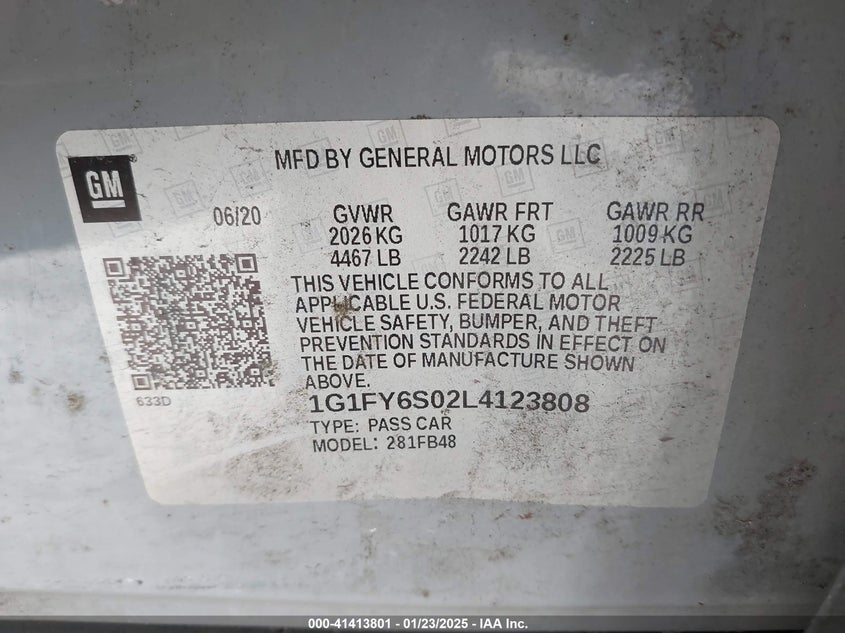 GM
MFD BY GENERAL MOTORS LLC
06/20
GVWR GAWR FRT GAWR RR
2026 KG 1017 KG 1009 KG
4467 LB 2242 LB 2225 LB
THIS VEHICLE CONFORMS TO ALL
APPLICABLE U.S. FEDERAL MOTOR
VEHICLE SAFETY, BUMPER, AND THEFT
PREVENTION STANDARDS IN EFFECT ON
THE DATE OF MANUFACTURE SHOWN
ABOVE.
633D
1G1FY6S02L4123808
TYPE: PASS CAR
MODEL: 281FB48
000-41413801 - 01/23/2025 - IAA Inc.